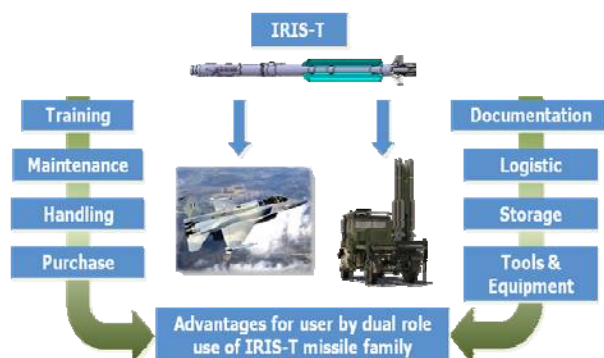 IRIS-T
Training
Maintenance
Handling
Purchase
Documentation
Logistic
Storage
Tools &
Equipment
Advantages for user by dual role
use of IRIS-T missile family